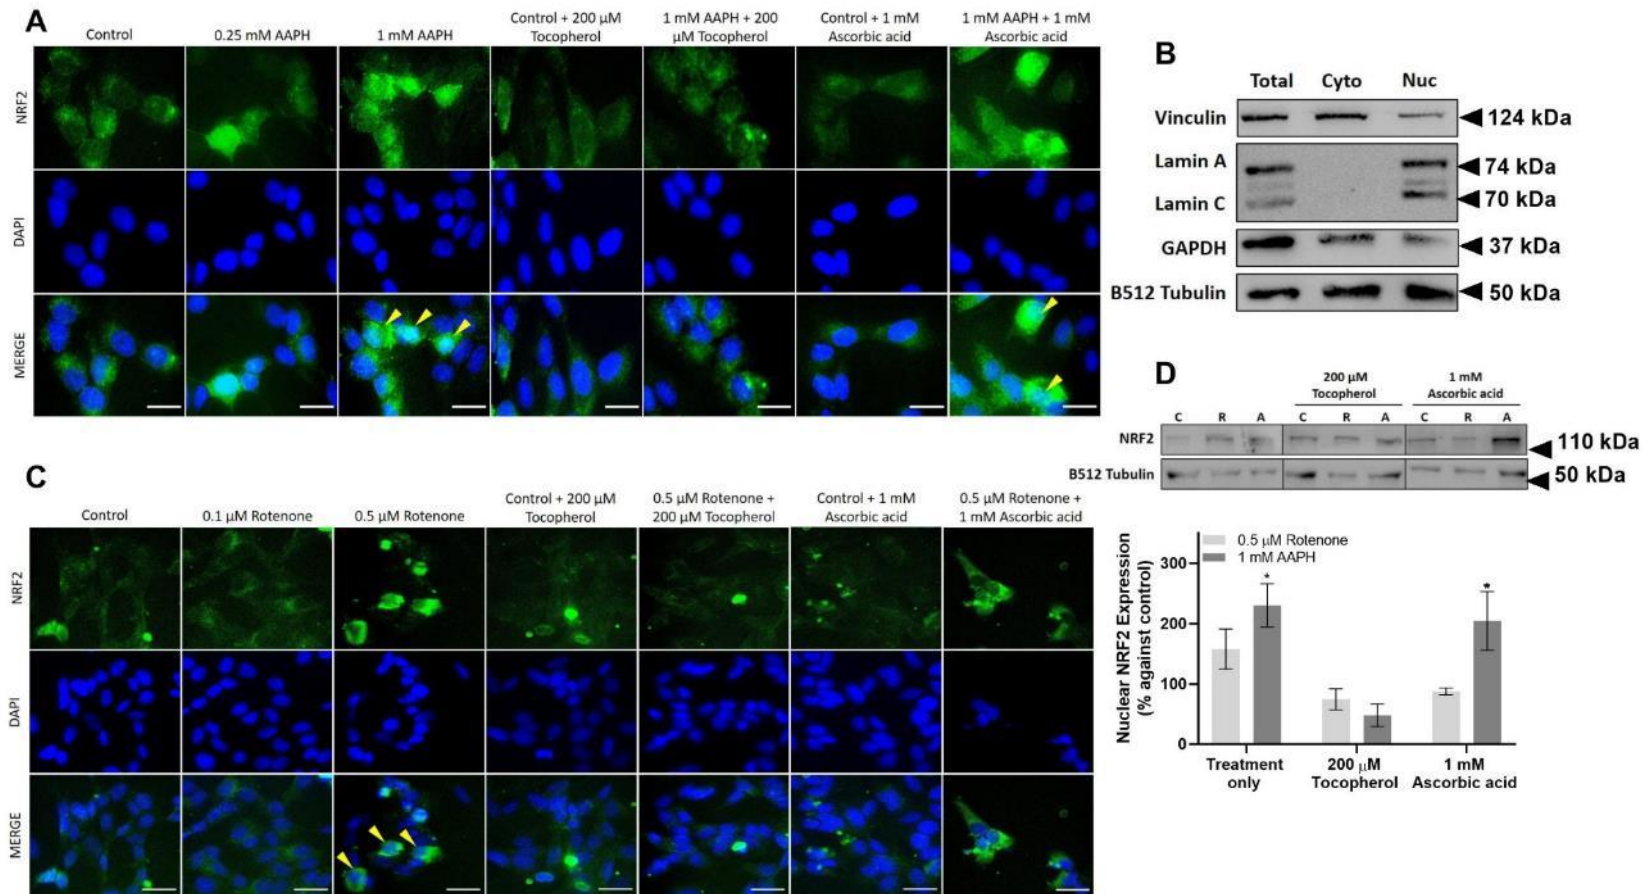 A
Control
0.25 mM AAPH
1 mM AAPH
Control + 200 μM
Tocopherol
1 mM AAPH + 200
μM Tocopherol
Control + 1 mM
Ascorbic acid
1 mM AAPH + 1 mM
Ascorbic acid
NRF2
DAPI
MERGE
B
Total Cyto Nuc
Vinculin 124 kDa
Lamin A 74 kDa
Lamin C 70 kDa
GAPDH 37 kDa
B512 Tubulin 50 kDa
C
Control
0.1 μM Rotenone
0.5 μM Rotenone
Control + 200 μM
Tocopherol
0.5 μM Rotenone +
200 μM Tocopherol
Control + 1 mM
Ascorbic acid
0.5 μM Rotenone +
1 mM Ascorbic acid
NRF2
DAPI
MERGE
D
200 μM
Tocopherol
1 mM
Ascorbic acid
C R A C R A C R A
NRF2 110 kDa
B512 Tubulin 50 kDa
0.5 μM Rotenone
1 mM AAPH
Nuclear NRF2 Expression
(% against control)
300
200
100
0
* *
Treatment
only
200 μM
Tocopherol
1 mM
Ascorbic acid